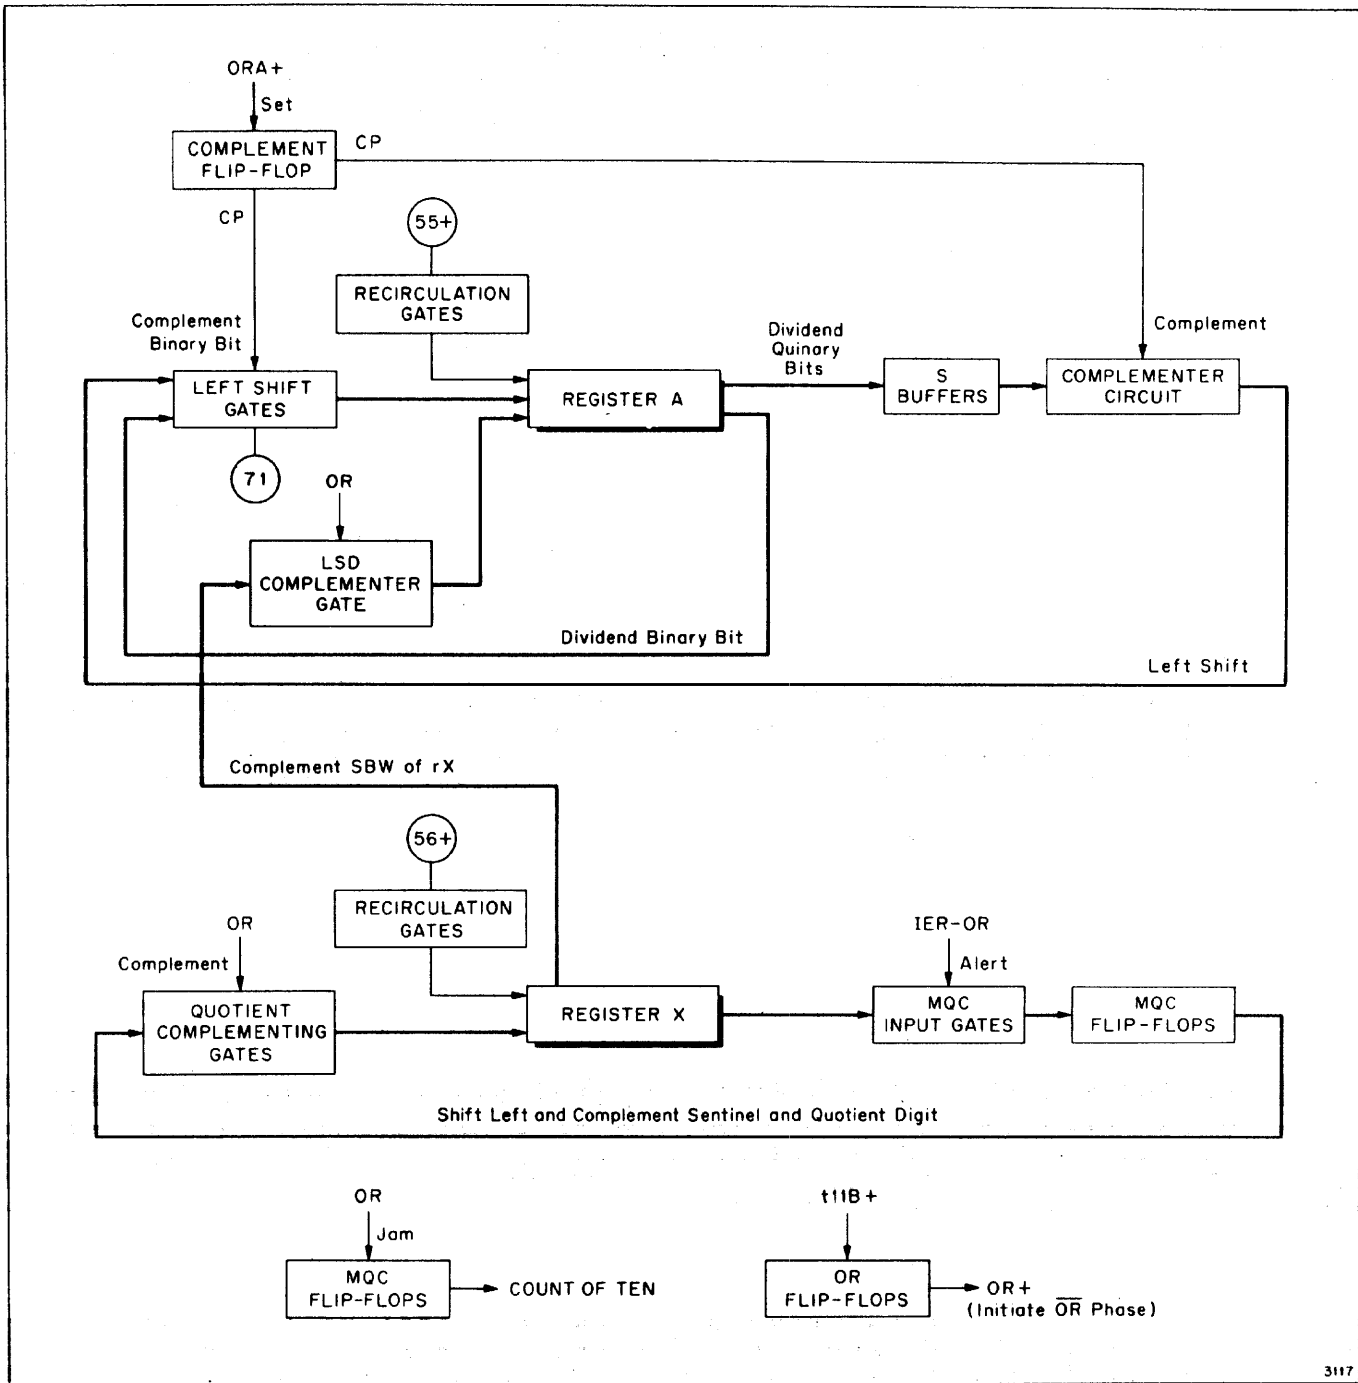 ORA+
Set
COMPLEMENT
FLIP-FLOP
CP
CP
55+
RECIRCULATION
GATES
Complement
Binary Bit
Dividend
Quinary
Bits
Complement
LEFT SHIFT
GATES
REGISTER A
S
BUFFERS
COMPLEMENTER
CIRCUIT
71
OR
LSD
COMPLEMENTER
GATE
Dividend Binary Bit
Left Shift
Complement SBW of rX
56+
RECIRCULATION
GATES
OR
Complement
IER-OR
Alert
QUOTIENT
COMPLEMENTING
GATES
REGISTER X
MQC
INPUT GATES
MQC
FLIP-FLOPS
Shift Left and Complement Sentinel and Quotient Digit
OR
Jam
MQC
FLIP-FLOPS
COUNT OF TEN
t11B+
OR
FLIP-FLOPS
OR+
(Initiate O̅R̅ Phase)
3117